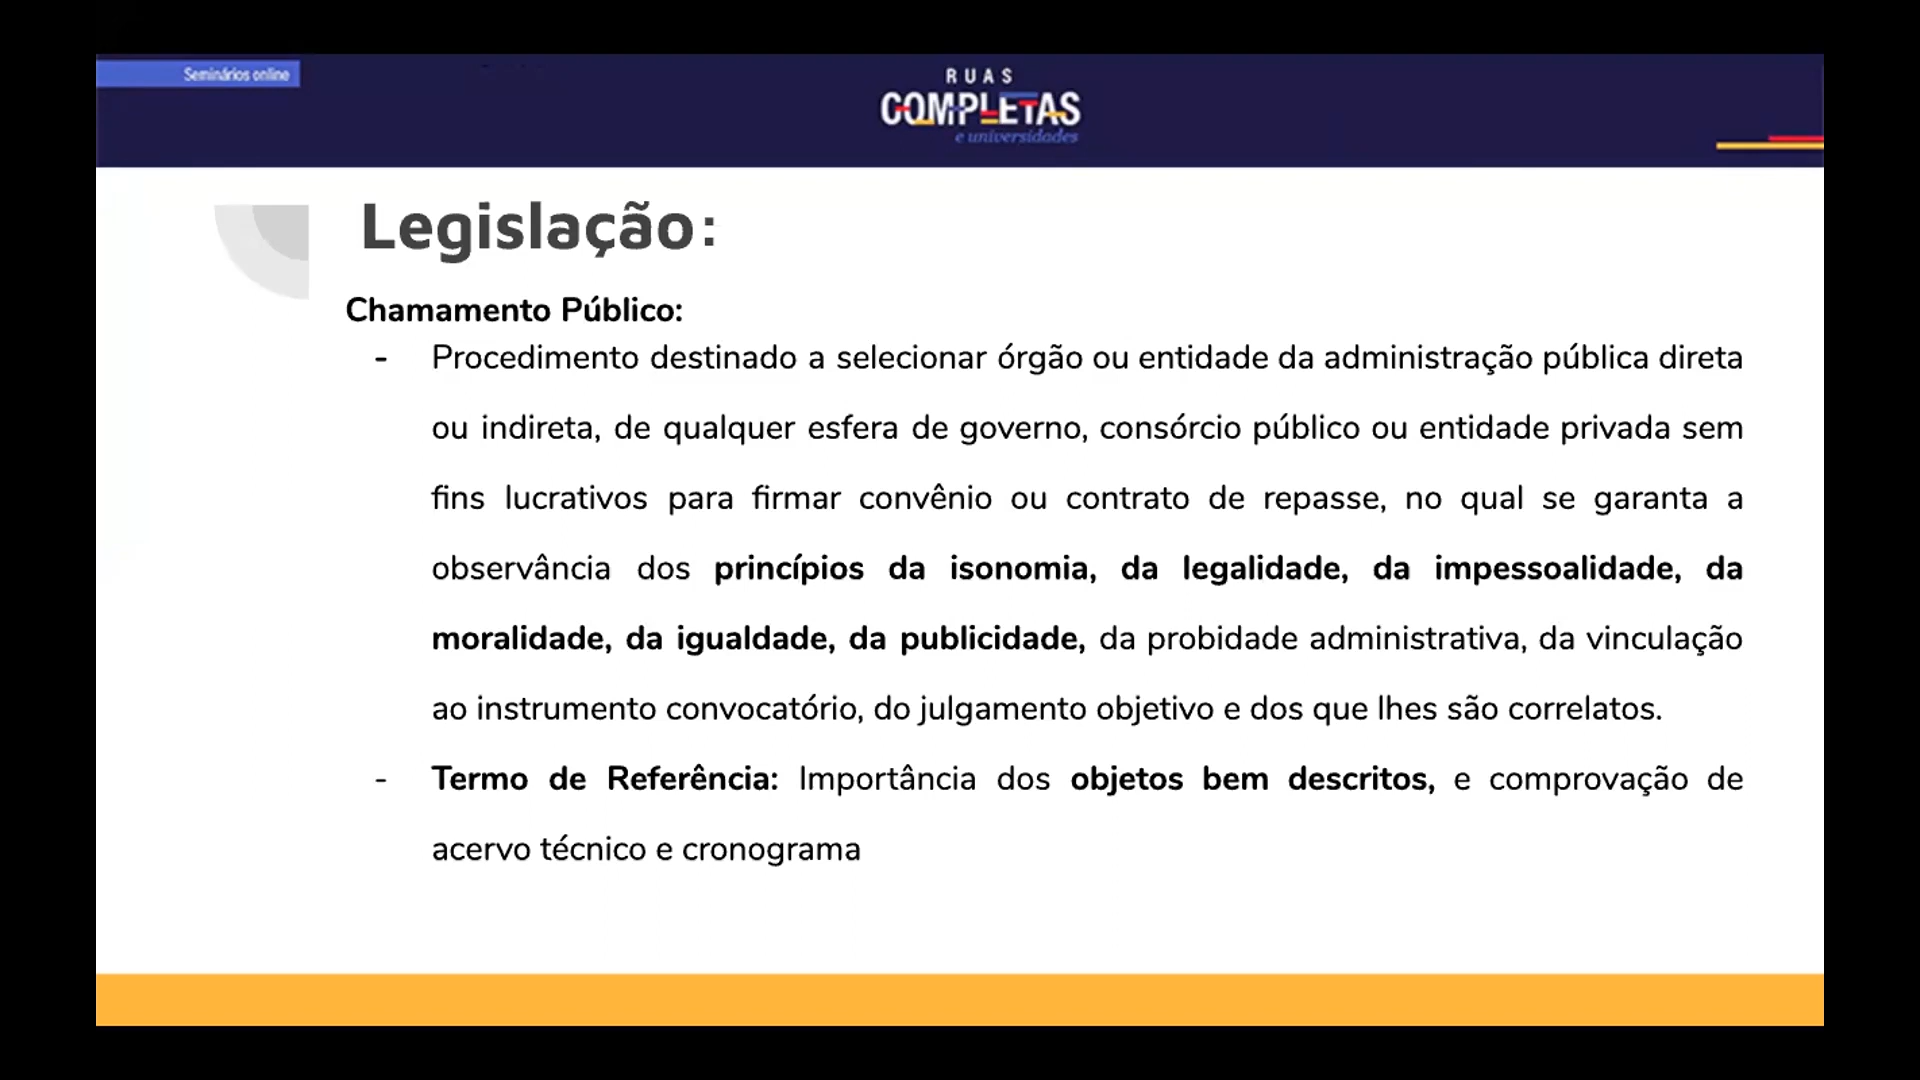 Seminários online
RUAS
COMPLETAS
e universidades
Legislação:
Chamamento Público:
- Procedimento destinado a selecionar órgão ou entidade da administração pública direta
ou indireta, de qualquer esfera de governo, consórcio público ou entidade privada sem
fins lucrativos para firmar convênio ou contrato de repasse, no qual se garanta a
observância dos princípios da isonomia, da legalidade, da impessoalidade, da
moralidade, da igualdade, da publicidade, da probidade administrativa, da vinculação
ao instrumento convocatório, do julgamento objetivo e dos que lhes são correlatos.
- Termo de Referência: Importância dos objetos bem descritos, e comprovação de
acervo técnico e cronograma